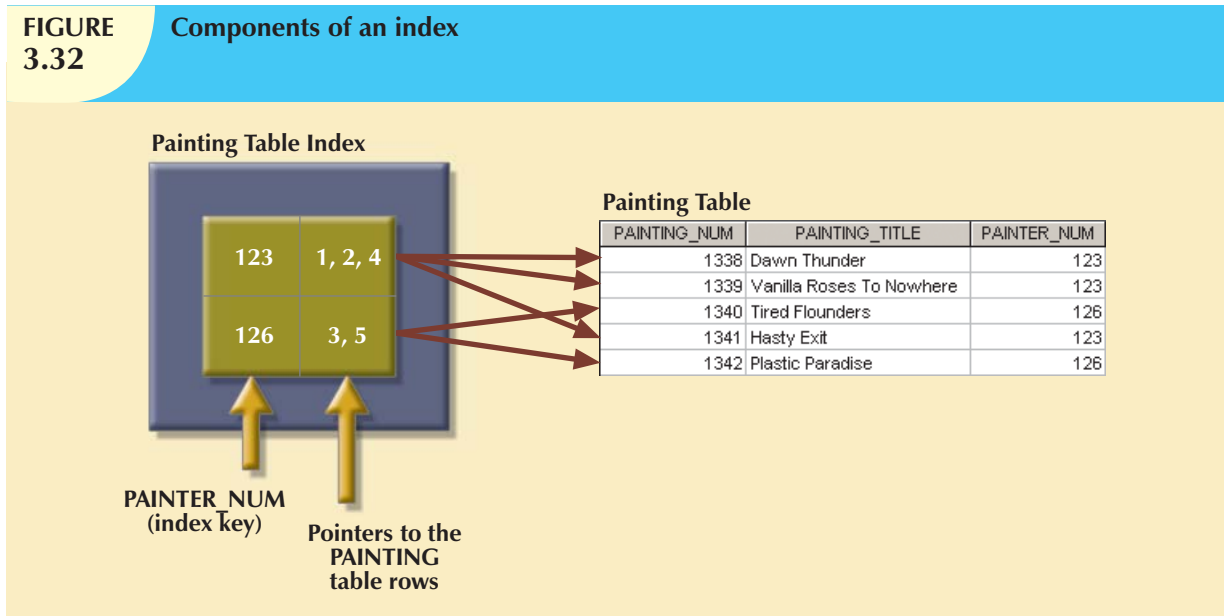 FIGURE
3.32
Components of an index
Painting Table Index
123 1, 2, 4
126 3, 5
PAINTER_NUM
(index key)
Pointers to the
PAINTING
table rows
Painting Table
PAINTING_NUM PAINTING_TITLE PAINTER_NUM
1338 Dawn Thunder 123
1339 Vanilla Roses To Nowhere 123
1340 Tired Flounders 126
1341 Hasty Exit 123
1342 Plastic Paradise 126